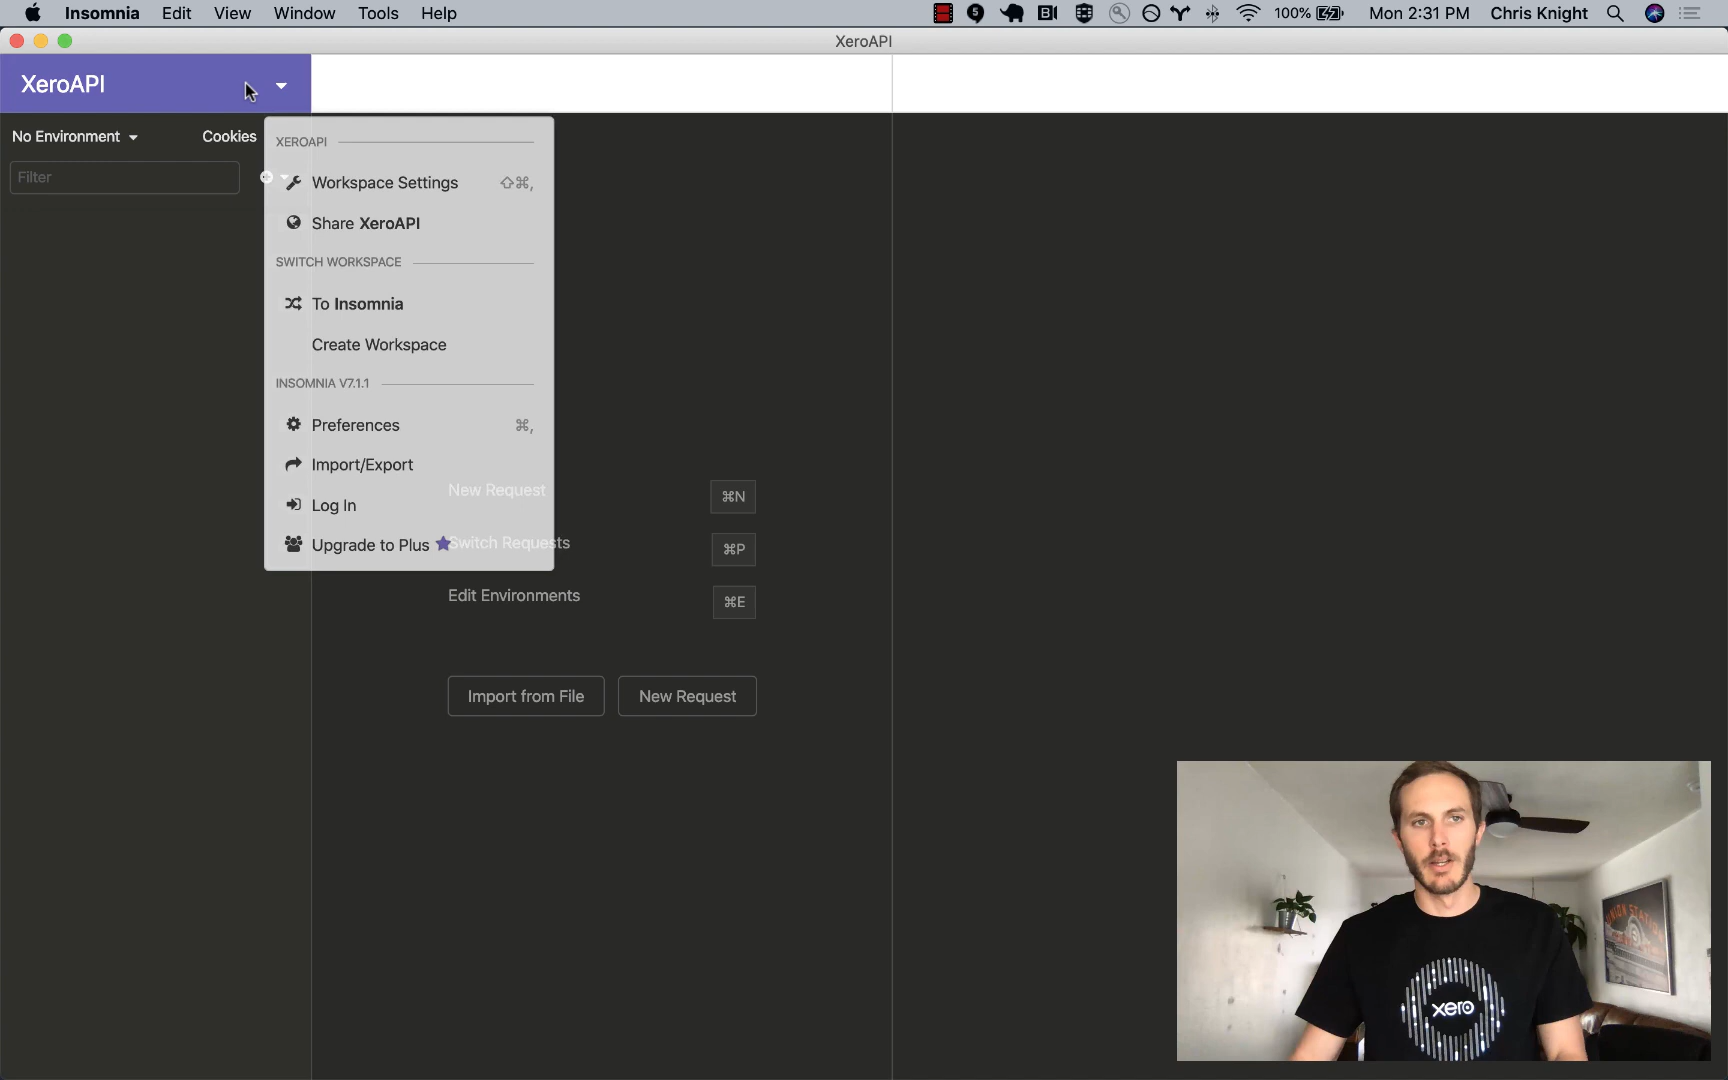 Insomnia Edit View Window Tools Help
100% Mon 2:31 PM Chris Knight
XeroAPI
XeroAPI
No Environment Cookies
Filter
XEROAPI
Workspace Settings ⇧⌘,
Share XeroAPI
SWITCH WORKSPACE
To Insomnia
Create Workspace
INSOMNIA V7.1.1
Preferences ⌘,
Import/Export
Log In
Upgrade to Plus
New Request ⌘N
Switch Requests ⌘P
Edit Environments ⌘E
Import from File New Request
UNION STATION
xero